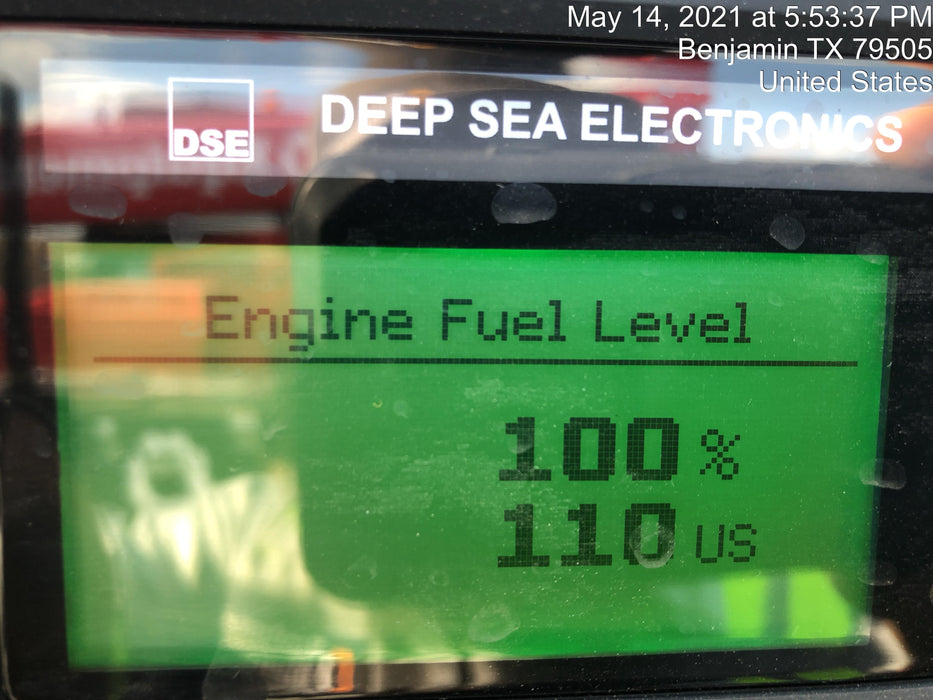 May 14, 2021 at 5:53:37 PM
Benjamin TX 79505
United States
DSE
DEEP SEA ELECTRONICS
Engine Fuel Level
100 %
110 US